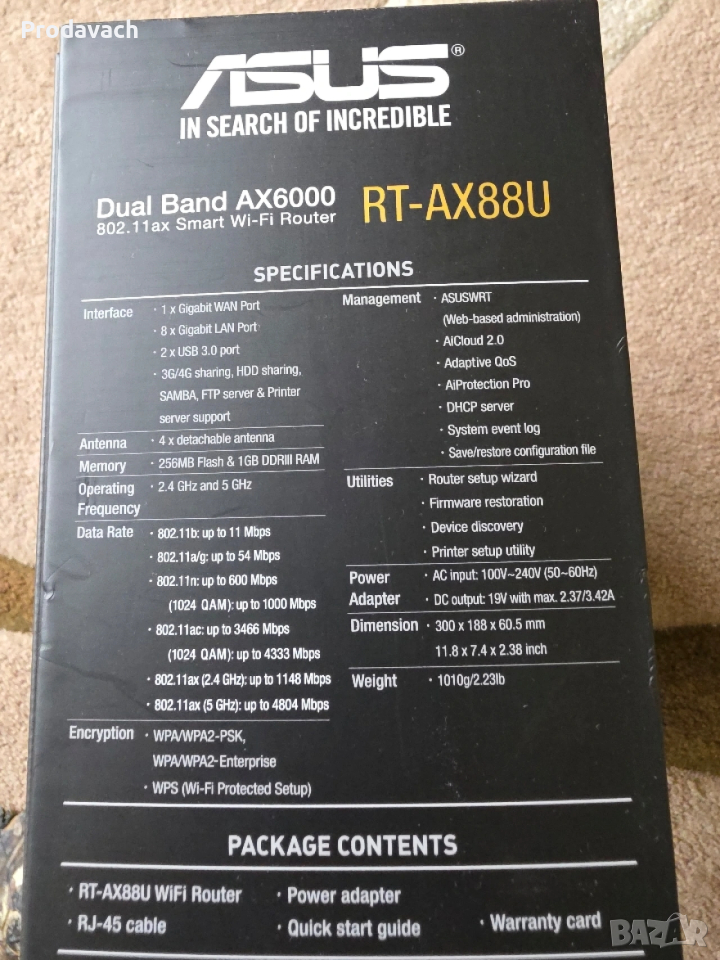 Prodavach
ASUS®
IN SEARCH OF INCREDIBLE
Dual Band AX6000
802.11ax Smart Wi-Fi Router
RT-AX88U
SPECIFICATIONS
Interface
· 1 x Gigabit WAN Port
· 8 x Gigabit LAN Port
· 2 x USB 3.0 port
· 3G/4G sharing, HDD sharing,
SAMBA, FTP server & Printer
server support
Antenna
· 4 x detachable antenna
Memory
· 256MB Flash & 1GB DDRIII RAM
Operating
Frequency
· 2.4 GHz and 5 GHz
Data Rate
· 802.11b: up to 11 Mbps
· 802.11a/g: up to 54 Mbps
· 802.11n: up to 600 Mbps
(1024 QAM): up to 1000 Mbps
· 802.11ac: up to 3466 Mbps
(1024 QAM): up to 4333 Mbps
· 802.11ax (2.4 GHz): up to 1148 Mbps
· 802.11ax (5 GHz): up to 4804 Mbps
Encryption
· WPA/WPA2-PSK,
WPA/WPA2-Enterprise
· WPS (Wi-Fi Protected Setup)
Management
· ASUSWRT
(Web-based administration)
· AiCloud 2.0
· Adaptive QoS
· AiProtection Pro
· DHCP server
· System event log
· Save/restore configuration file
Utilities
· Router setup wizard
· Firmware restoration
· Device discovery
· Printer setup utility
Power
Adapter
· AC input: 100V~240V (50~60Hz)
· DC output: 19V with max. 2.37/3.42A
Dimension
· 300 x 188 x 60.5 mm
11.8 x 7.4 x 2.38 inch
Weight
· 1010g/2.23lb
PACKAGE CONTENTS
· RT-AX88U WiFi Router
· Power adapter
· RJ-45 cable
· Quick start guide
· Warranty card
BAZAR